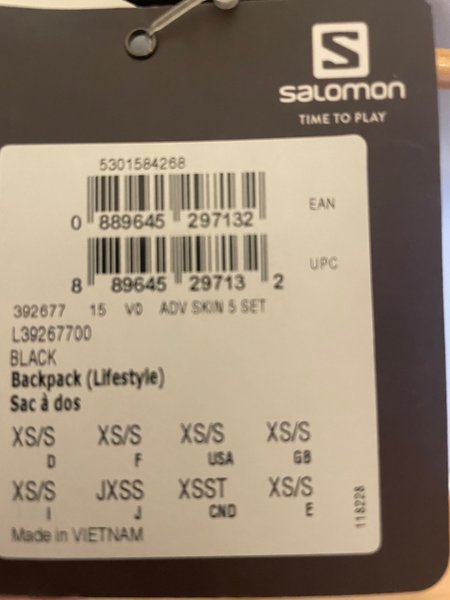 S
salomon
TIME TO PLAY
5301584268
0 889645 297132
EAN
8 89645 29713 2
UPC
392677 15 V0 ADV SKIN 5 SET
L39267700
BLACK
Backpack (Lifestyle)
Sac à dos
XS/S XS/S XS/S XS/S
D F USA GB
XS/S JXSS XSST XS/S
I J CND E
Made in VIETNAM
118228